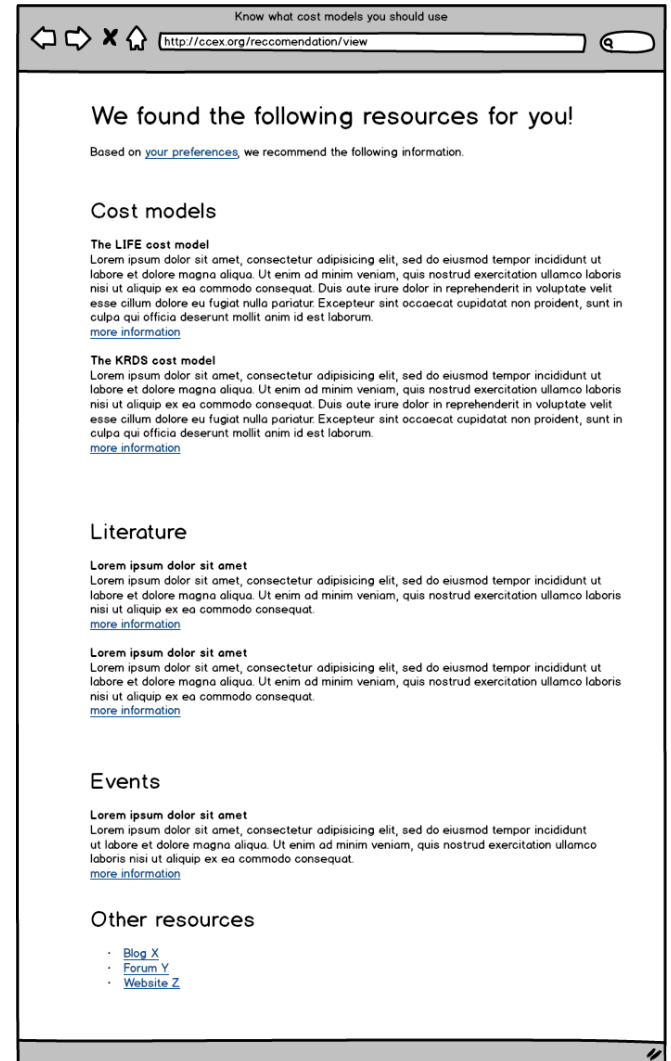 Know what cost models you should use
http://ccex.org/reccomendation/view
We found the following resources for you!
Based on your preferences, we recommend the following information.
Cost models
The LIFE cost model
Lorem ipsum dolor sit amet, consectetur adipisicing elit, sed do eiusmod tempor incididunt ut
labore et dolore magna aliqua. Ut enim ad minim veniam, quis nostrud exercitation ullamco laboris
nisi ut aliquip ex ea commodo consequat. Duis aute irure dolor in reprehenderit in voluptate velit
esse cillum dolore eu fugiat nulla pariatur. Excepteur sint occaecat cupidatat non proident, sunt in
culpa qui officia deserunt mollit anim id est laborum.
more information
The KRDS cost model
Lorem ipsum dolor sit amet, consectetur adipisicing elit, sed do eiusmod tempor incididunt ut
labore et dolore magna aliqua. Ut enim ad minim veniam, quis nostrud exercitation ullamco laboris
nisi ut aliquip ex ea commodo consequat. Duis aute irure dolor in reprehenderit in voluptate velit
esse cillum dolore eu fugiat nulla pariatur. Excepteur sint occaecat cupidatat non proident, sunt in
culpa qui officia deserunt mollit anim id est laborum.
more information
Literature
Lorem ipsum dolor sit amet
Lorem ipsum dolor sit amet, consectetur adipisicing elit, sed do eiusmod tempor incididunt ut
labore et dolore magna aliqua. Ut enim ad minim veniam, quis nostrud exercitation ullamco laboris
nisi ut aliquip ex ea commodo consequat.
more information
Lorem ipsum dolor sit amet
Lorem ipsum dolor sit amet, consectetur adipisicing elit, sed do eiusmod tempor incididunt ut
labore et dolore magna aliqua. Ut enim ad minim veniam, quis nostrud exercitation ullamco laboris
nisi ut aliquip ex ea commodo consequat.
more information
Events
Lorem ipsum dolor sit amet
Lorem ipsum dolor sit amet, consectetur adipisicing elit, sed do eiusmod tempor incididunt
ut labore et dolore magna aliqua. Ut enim ad minim veniam, quis nostrud exercitation ullamco
laboris nisi ut aliquip ex ea commodo consequat.
more information
Other resources
· Blog X
· Forum Y
· Website Z